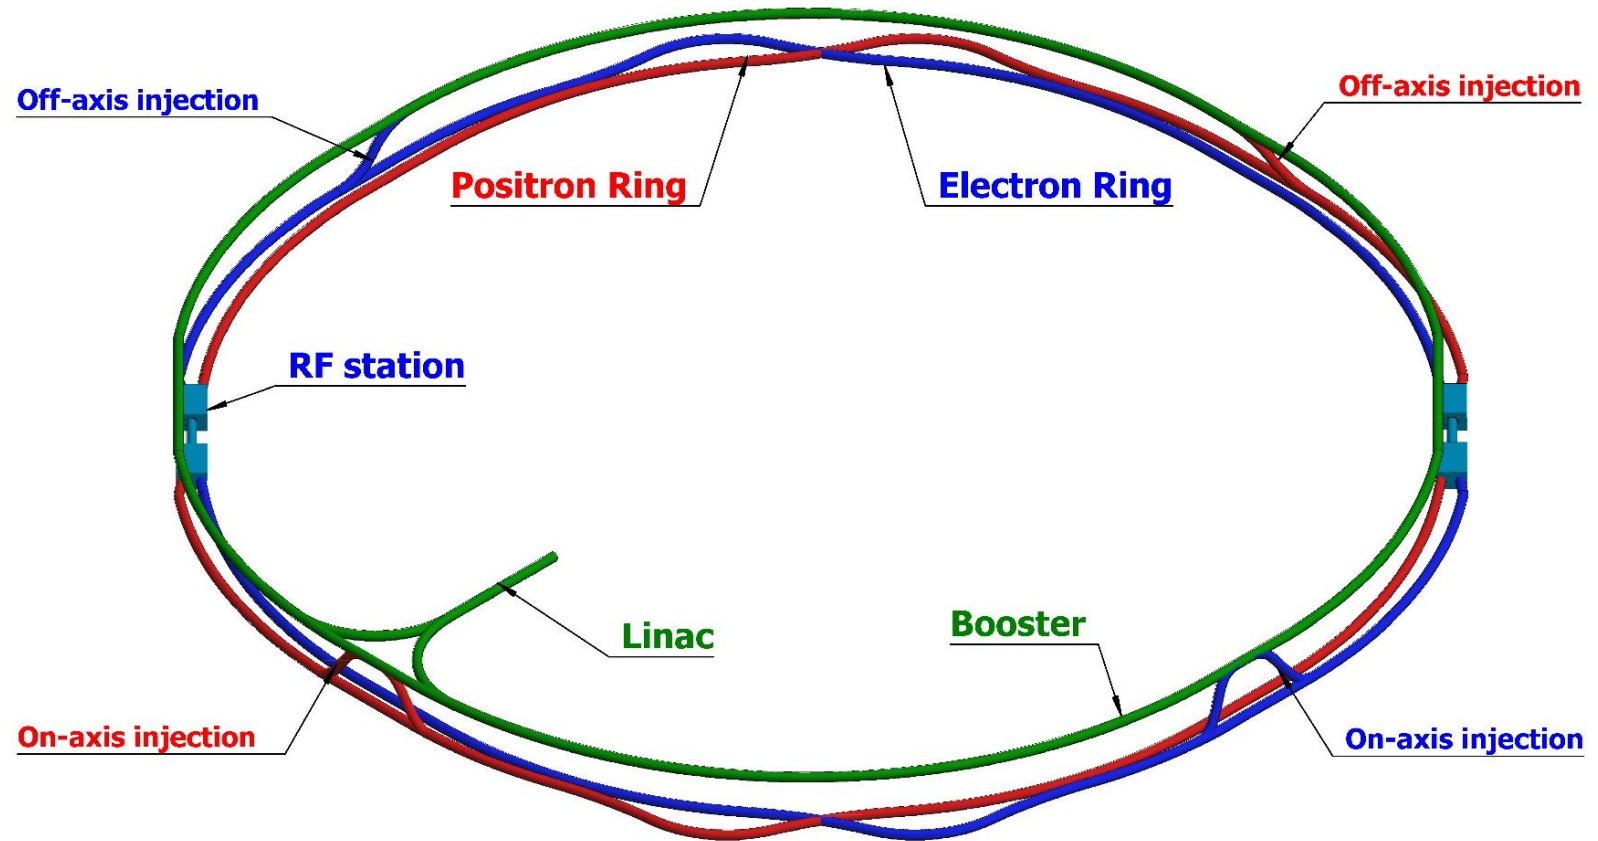 Off-axis injection
Off-axis injection
Positron Ring
Electron Ring
RF station
Linac
Booster
On-axis injection
On-axis injection